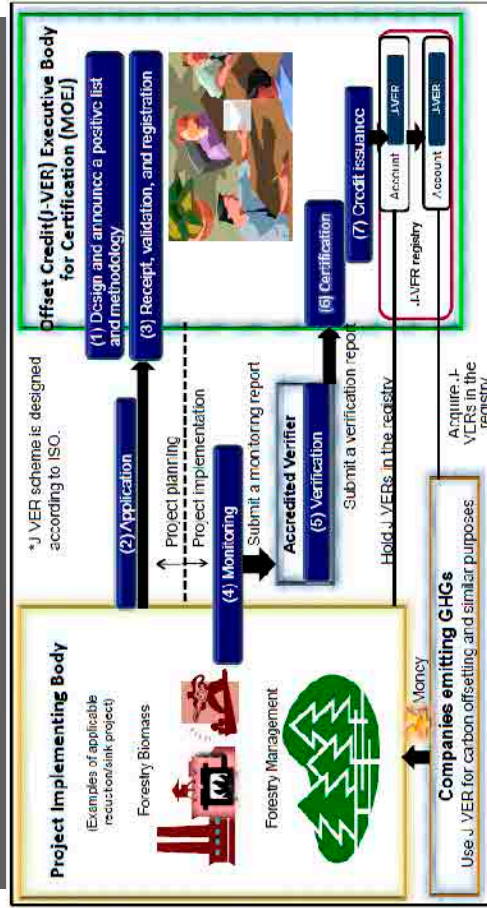 Project Implementing Body
(Examples of applicable
reduction/sink project)
Forestry Biomass
Forestry Management
*J VER scheme is designed
according to ISO.
(2) Application
Project planning
Project implementation
(4) Monitoring
Submit a monitoring report
Accredited Verifier
(5) Verification
Submit a verification report
Hold J VERs in the registry
Acquire J-
VERs in the
registry
Offset Credit(J-VER) Executive Body
for Certification (MOEJ)
(1) Design and announce a positive list
and methodology
(3) Receipt, validation, and registration
(6) Certification
(7) Credit issuance
J-VER
Account
J-VER
Account
J-VER registry
Money
Companies emitting GHGs
Use J VER for carbon offsetting and similar purposes